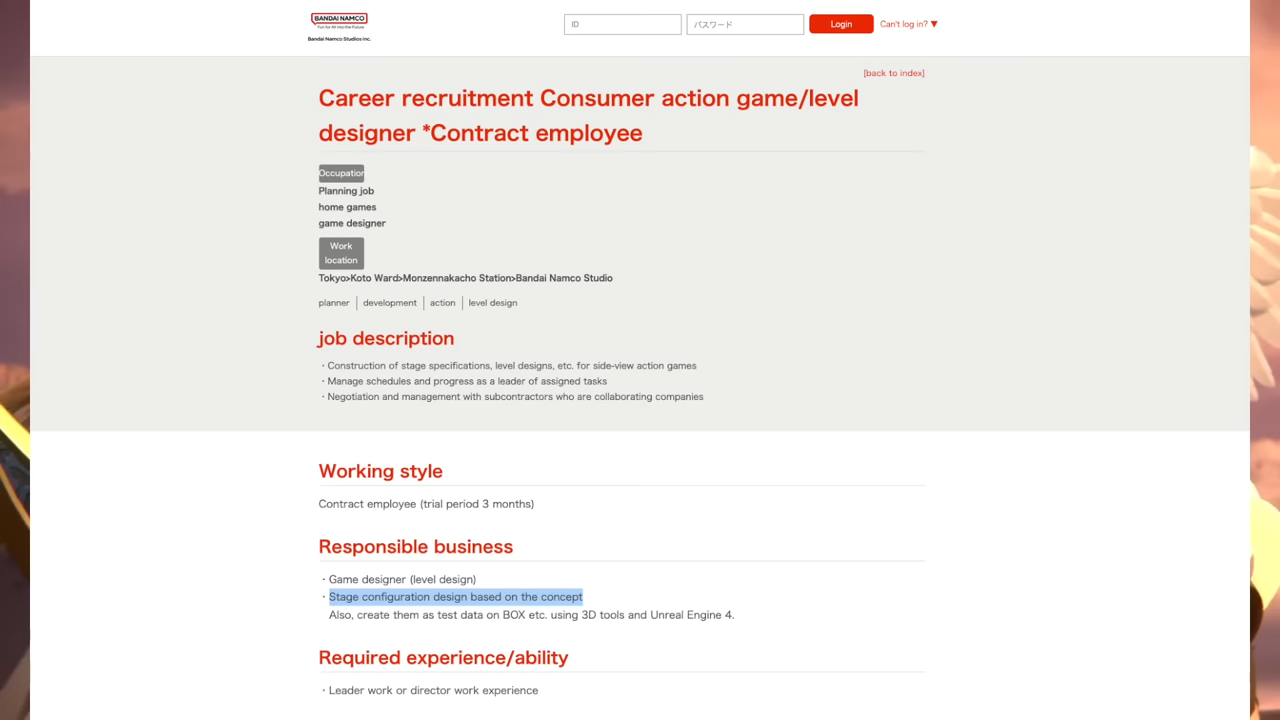 BANDAI NAMCO
Fun for All into the Future
Bandai Namco Studios Inc.
ID
パスワード
Login
Can't log in? ▼
[back to index]
Career recruitment Consumer action game/level
designer *Contract employee
Occupation
Planning job
home games
game designer
Work
location
Tokyo>Koto Ward>Monzennakacho Station>Bandai Namco Studio
planner
development
action
level design
job description
・Construction of stage specifications, level designs, etc. for side-view action games
・Manage schedules and progress as a leader of assigned tasks
・Negotiation and management with subcontractors who are collaborating companies
Working style
Contract employee (trial period 3 months)
Responsible business
・Game designer (level design)
・Stage configuration design based on the concept
Also, create them as test data on BOX etc. using 3D tools and Unreal Engine 4.
Required experience/ability
・Leader work or director work experience